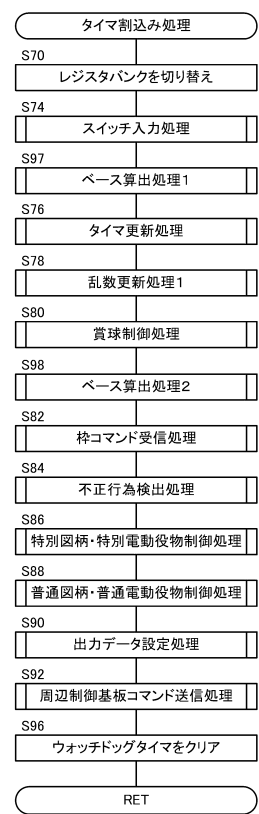 タイマ割込み処理
S70
レジスタバンクを切り替え
S74
スイッチ入力処理
S97
ベース算出処理1
S76
タイマ更新処理
S78
乱数更新処理1
S80
賞球制御処理
S98
ベース算出処理2
S82
枠コマンド受信処理
S84
不正行為検出処理
S86
特別図柄・特別電動役物制御処理
S88
普通図柄・普通電動役物制御処理
S90
出力データ設定処理
S92
周辺制御基板コマンド送信処理
S96
ウォッチドッグタイマをクリア
RET